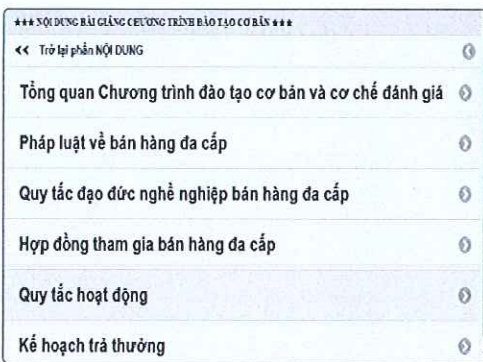 *** NỘI DUNG BÀI GIẢNG CHƯƠNG TRÌNH ĐÀO TẠO CƠ BẢN ***
<< Trở lại phần NỘI DUNG
Tổng quan Chương trình đào tạo cơ bản và cơ chế đánh giá
Pháp luật về bán hàng đa cấp
Quy tắc đạo đức nghề nghiệp bán hàng đa cấp
Hợp đồng tham gia bán hàng đa cấp
Quy tắc hoạt động
Kế hoạch trả thưởng